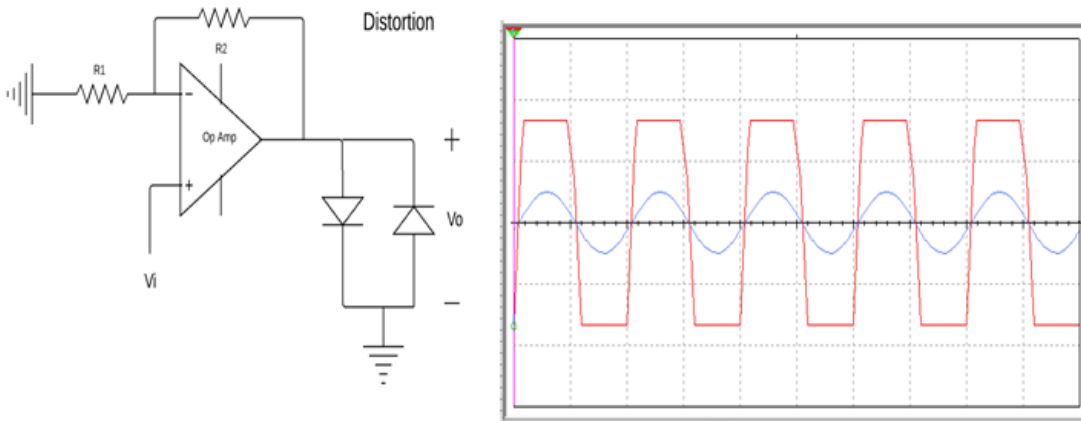 Distortion
R2
R1
−
Op Amp
+
+
Vo
−
Vi